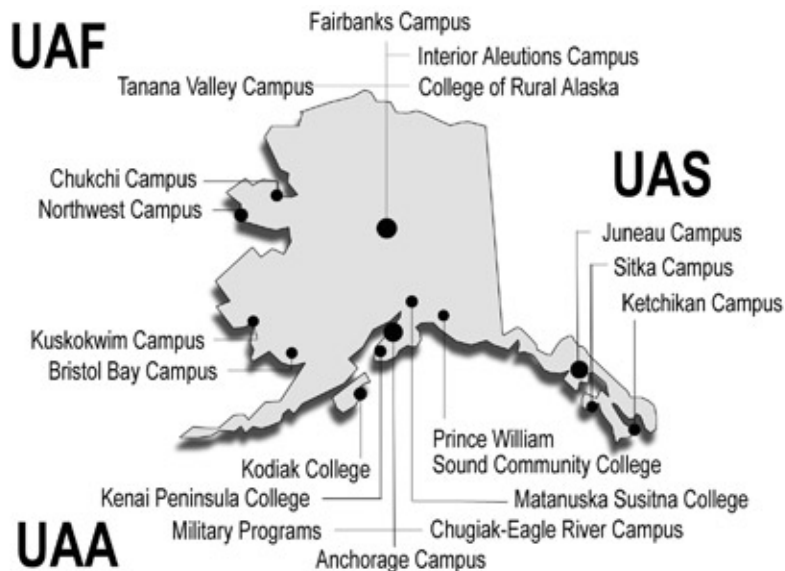 UAF
Fairbanks Campus
Interior Aleutions Campus
Tanana Valley Campus
College of Rural Alaska
Chukchi Campus
Northwest Campus
UAS
Juneau Campus
Sitka Campus
Ketchikan Campus
Kuskokwim Campus
Bristol Bay Campus
Kodiak College
Prince William
Sound Community College
Kenai Peninsula College
Matanuska Susitna College
Military Programs
Chugiak-Eagle River Campus
UAA
Anchorage Campus